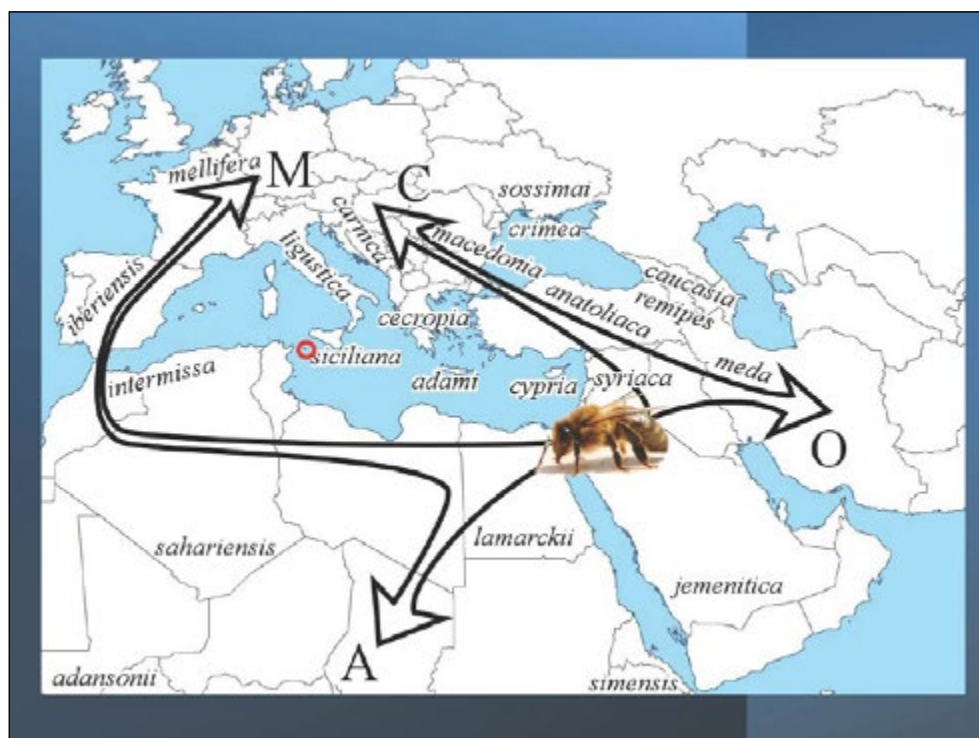 mellifera
M
C
sossimai
crimea
carnica
ligustica
macedonia
caucasia
iberiensis
anatoliaca
remipes
cecropia
intermissa
siciliana
meda
adami
cypria
syriaca
O
lamarckii
sahariensis
jemenitica
A
adansonii
simensis